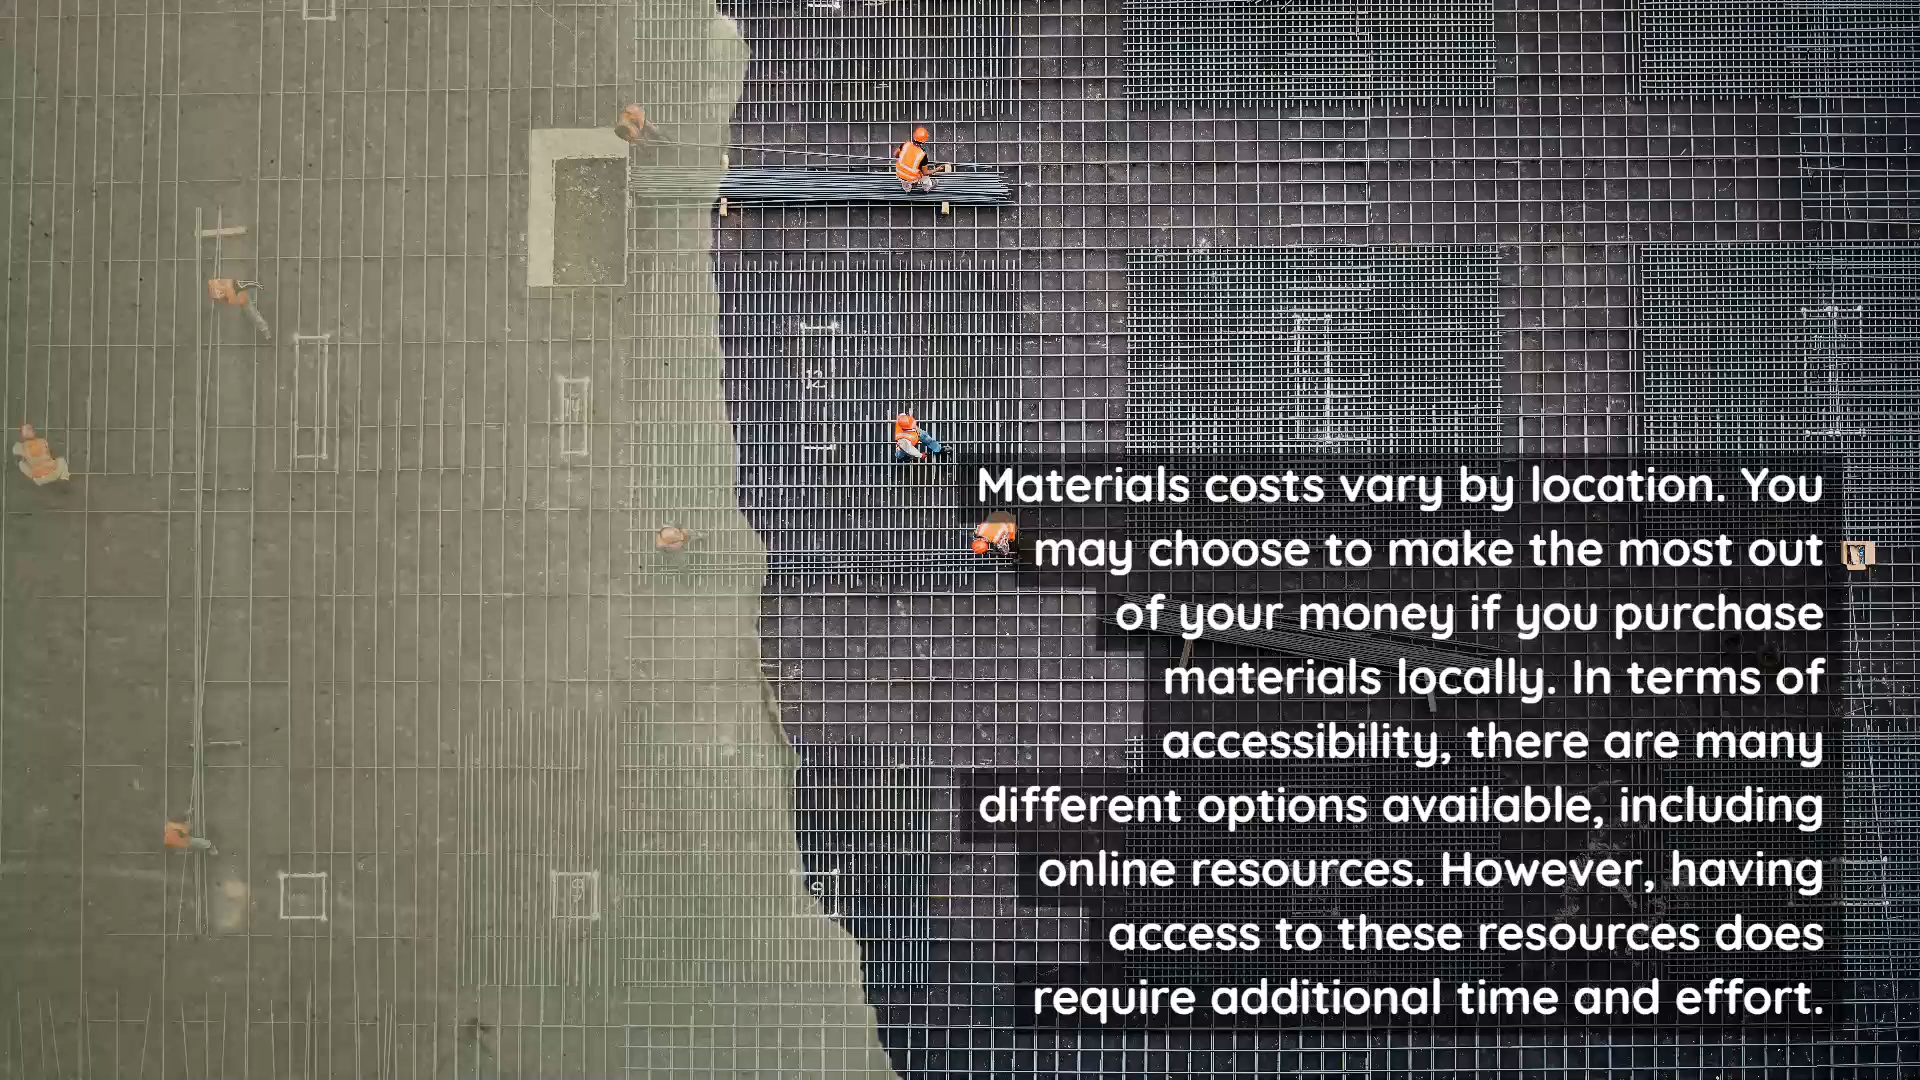 12
Materials costs vary by location. You
may choose to make the most out
of your money if you purchase
materials locally. In terms of
accessibility, there are many
different options available, including
online resources. However, having
access to these resources does
require additional time and effort.